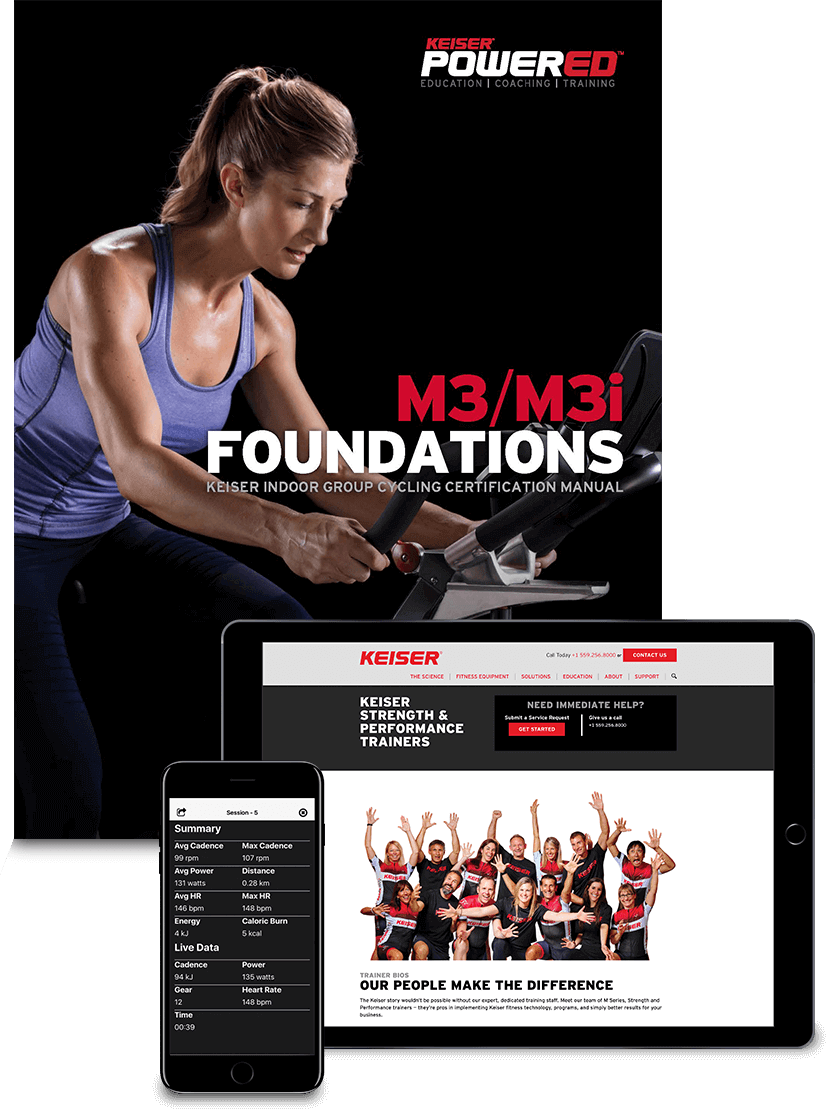 KEISER
POWERED™
EDUCATION | COACHING | TRAINING
M3/M3i
FOUNDATIONS
KEISER INDOOR GROUP CYCLING CERTIFICATION MANUAL
KEISER®
Call Today +1 559.256.8000 or CONTACT US
THE SCIENCE | FITNESS EQUIPMENT | SOLUTIONS | EDUCATION | ABOUT | SUPPORT
KEISER
STRENGTH &
PERFORMANCE
TRAINERS
NEED IMMEDIATE HELP?
Submit a Service Request
GET STARTED
Give us a call
+1 559.256.8000
KEISER
KEISER
KEISER
TRAINER BIOS
OUR PEOPLE MAKE THE DIFFERENCE
The Keiser story wouldn't be possible without our expert, dedicated training staff. Meet our team of M Series, Strength and
Performance trainers – they're pros in implementing Keiser fitness technology, programs, and simply better results for your
business.
Session - 5
Summary
Avg Cadence Max Cadence
99 rpm 107 rpm
Avg Power Distance
131 watts 0.28 km
Avg HR Max HR
146 bpm 148 bpm
Energy Caloric Burn
4 kJ 5 kcal
Live Data
Cadence Power
94 kJ 135 watts
Gear Heart Rate
12 148 bpm
Time
00:39